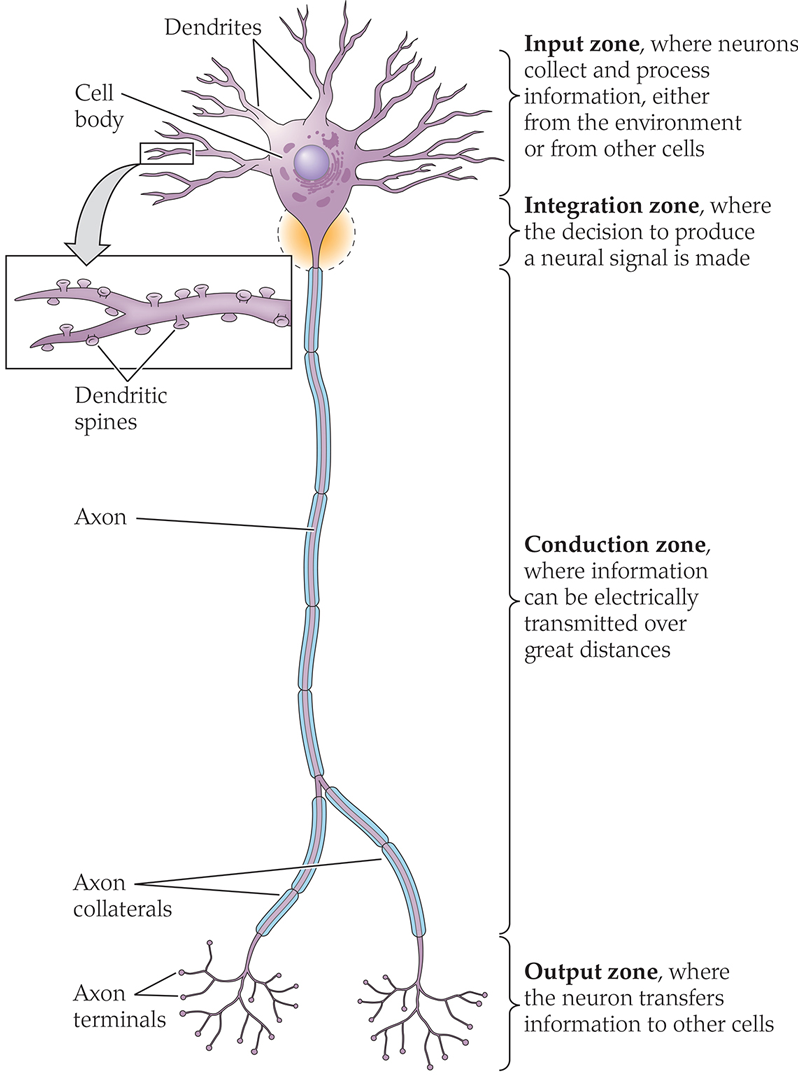 Dendrites
Cell
body
Input zone, where neurons
collect and process
information, either
from the environment
or from other cells
Integration zone, where
the decision to produce
a neural signal is made
Dendritic
spines
Axon
Conduction zone,
where information
can be electrically
transmitted over
great distances
Axon
collaterals
Axon
terminals
Output zone, where
the neuron transfers
information to other cells